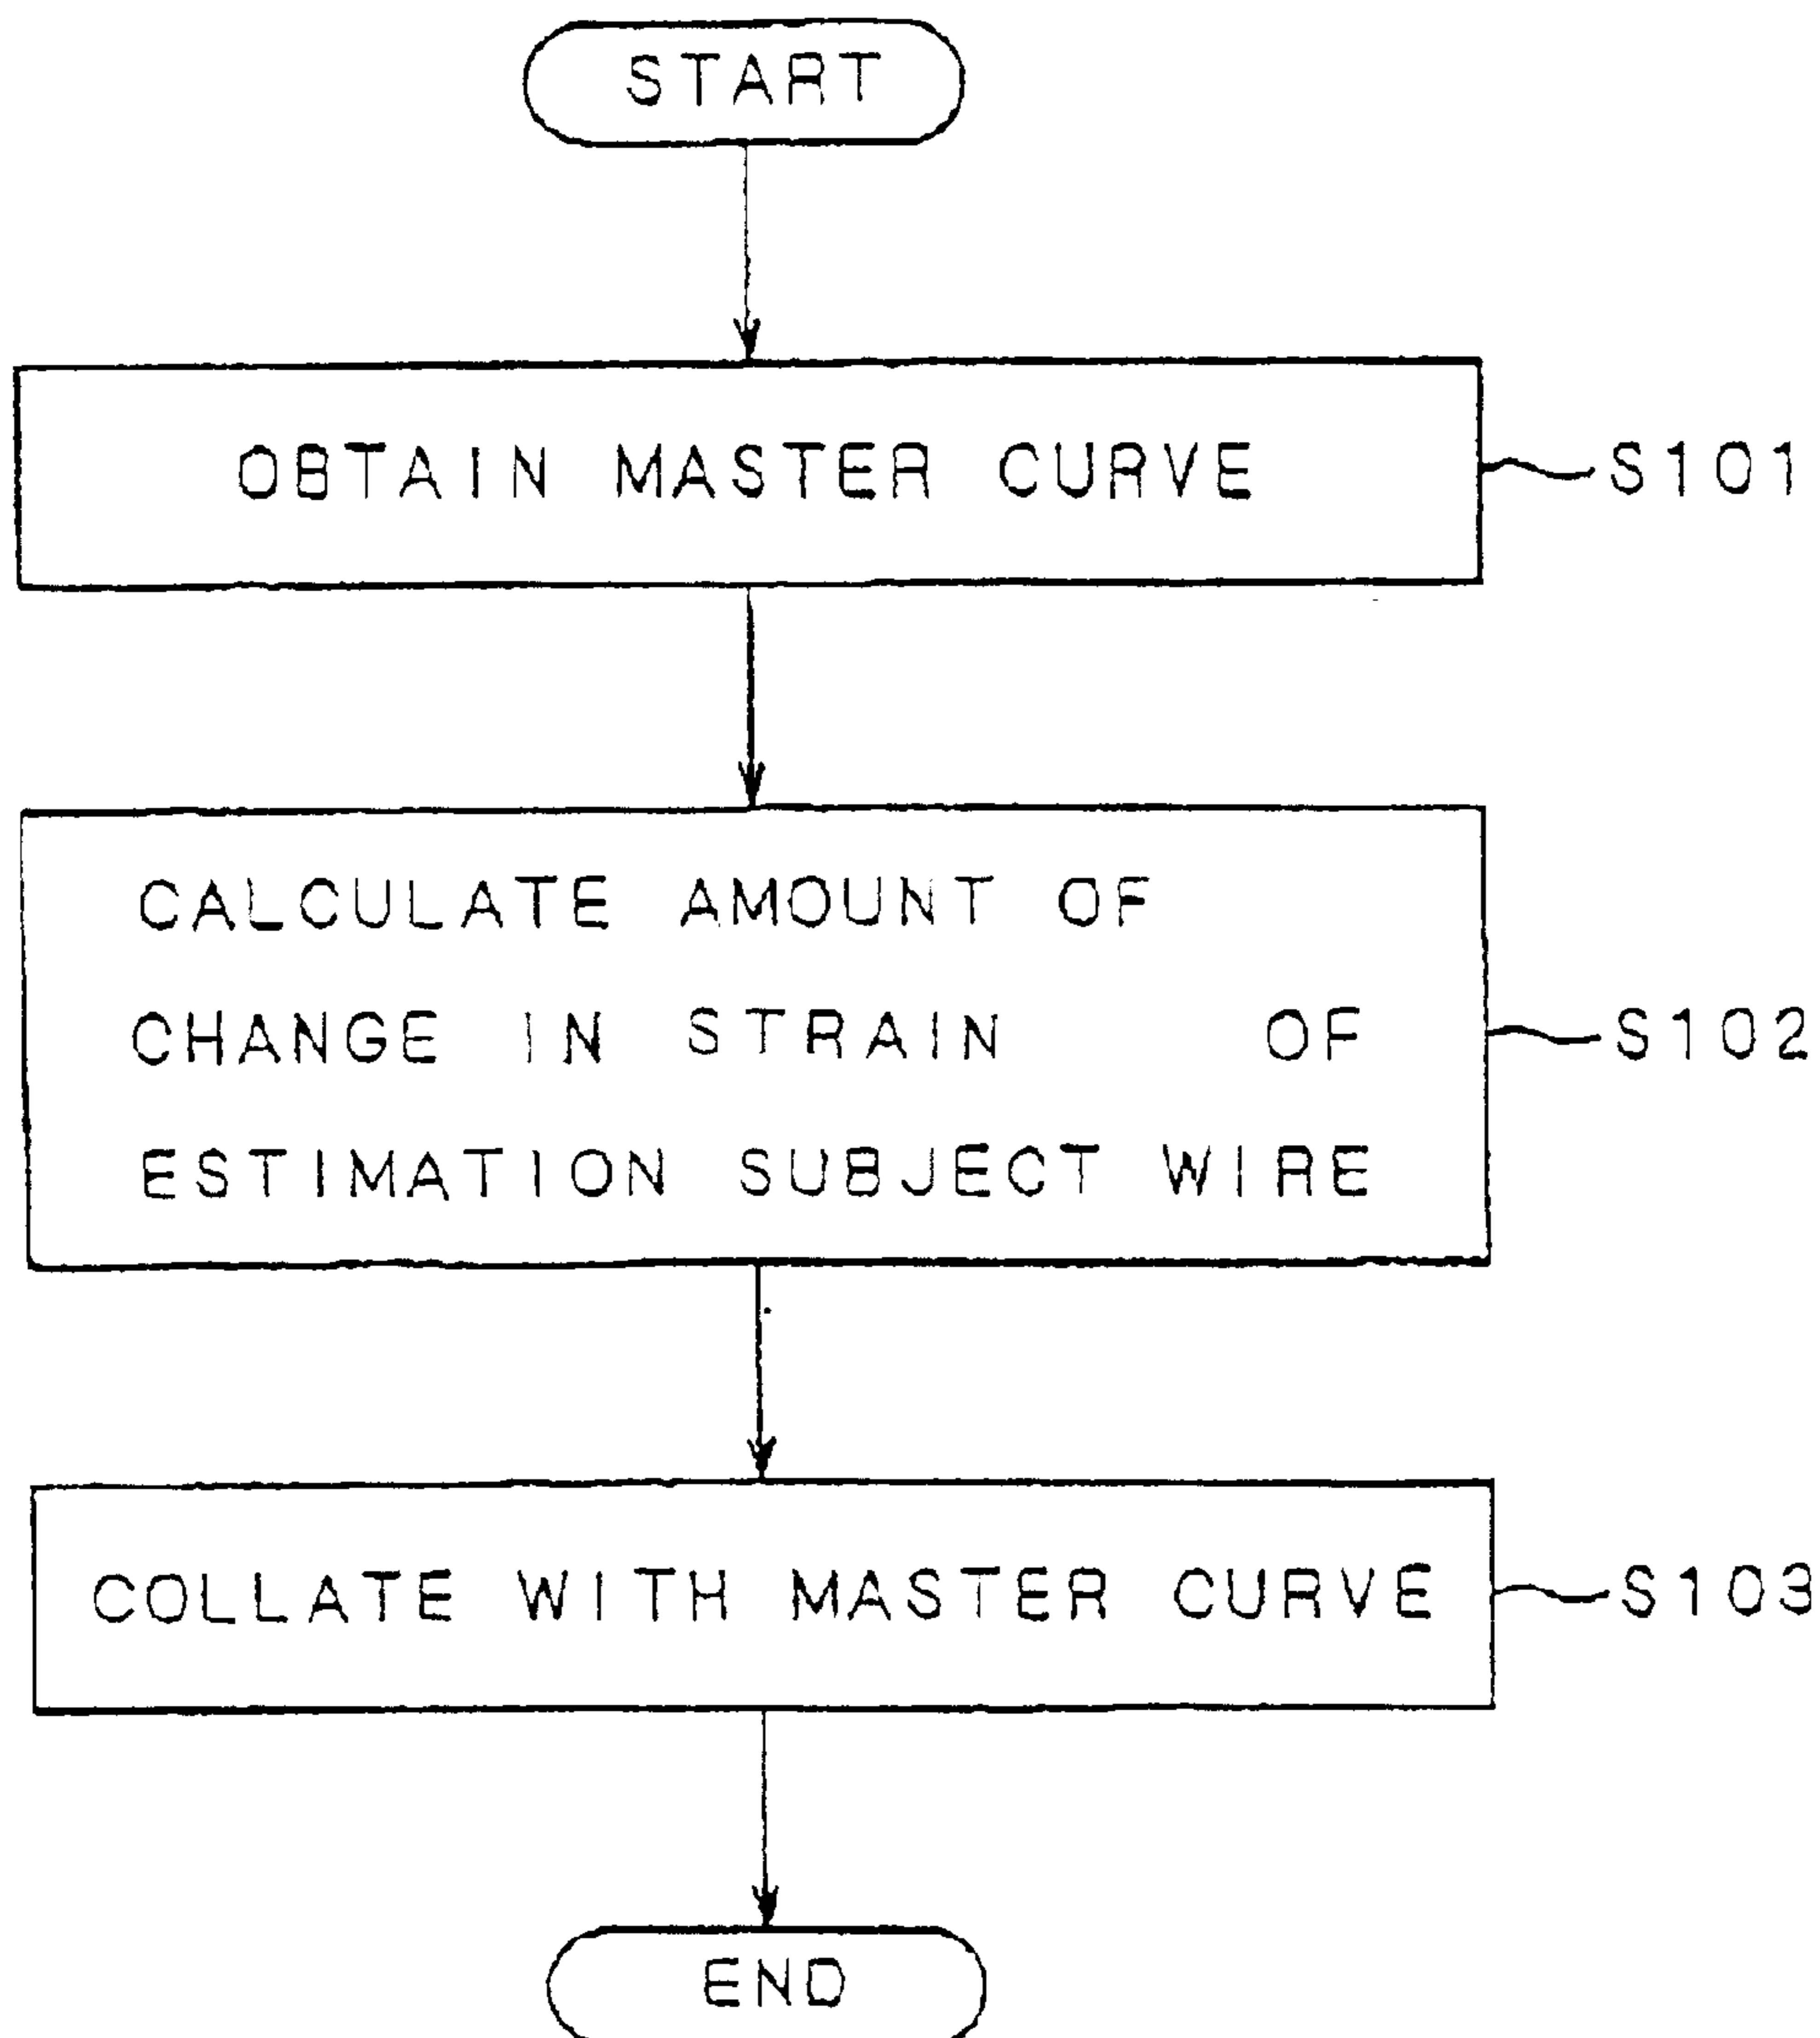 START
OBTAIN MASTER CURVE
S101
CALCULATE AMOUNT OF
CHANGE IN STRAIN OF
ESTIMATION SUBJECT WIRE
S102
COLLATE WITH MASTER CURVE
S103
END